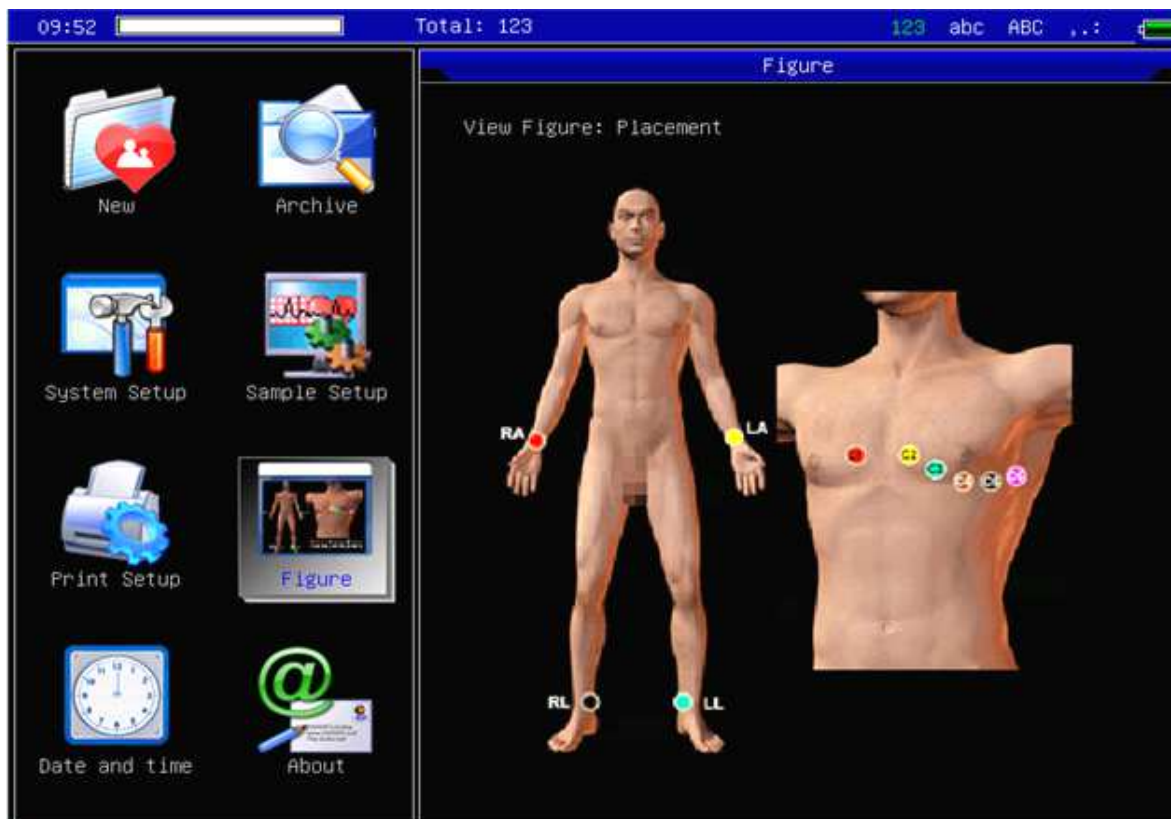 09:52 Total: 123 123 abc ABC ,.:
Figure
View Figure: Placement
New
Archive
System Setup
Sample Setup
Print Setup
Figure
Date and time
About
RA
LA
C2
RL
LL